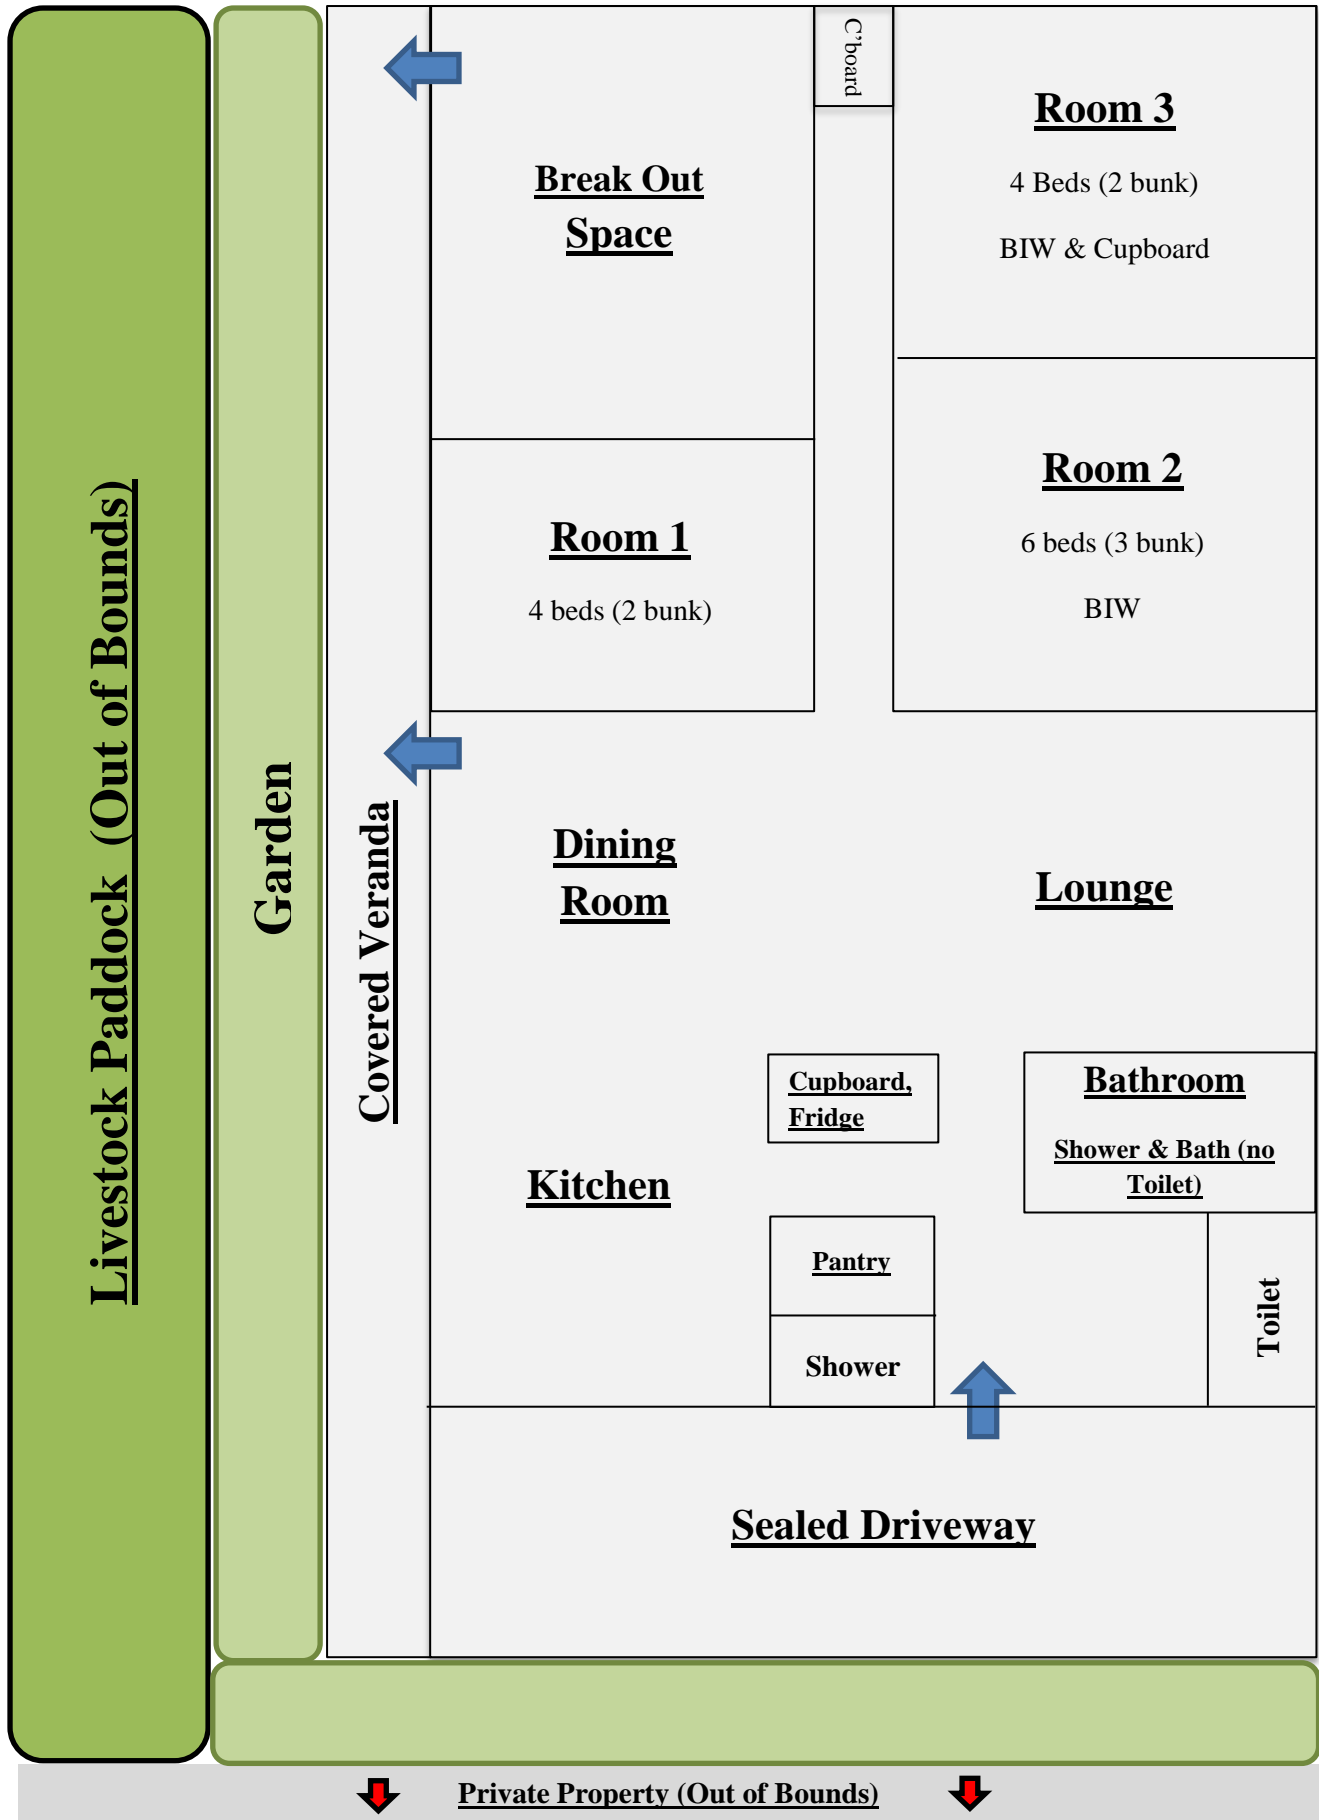 C'board
Room 3
4 Beds (2 bunk)
BIW & Cupboard
Break Out
Space
Room 2
6 beds (3 bunk)
BIW
Room 1
4 beds (2 bunk)
Livestock Paddock (Out of Bounds)
Garden
Covered Veranda
Dining
Room
Lounge
Cupboard,
Fridge
Bathroom
Shower & Bath (no
Toilet)
Kitchen
Pantry
Shower
Toilet
Sealed Driveway
Private Property (Out of Bounds)